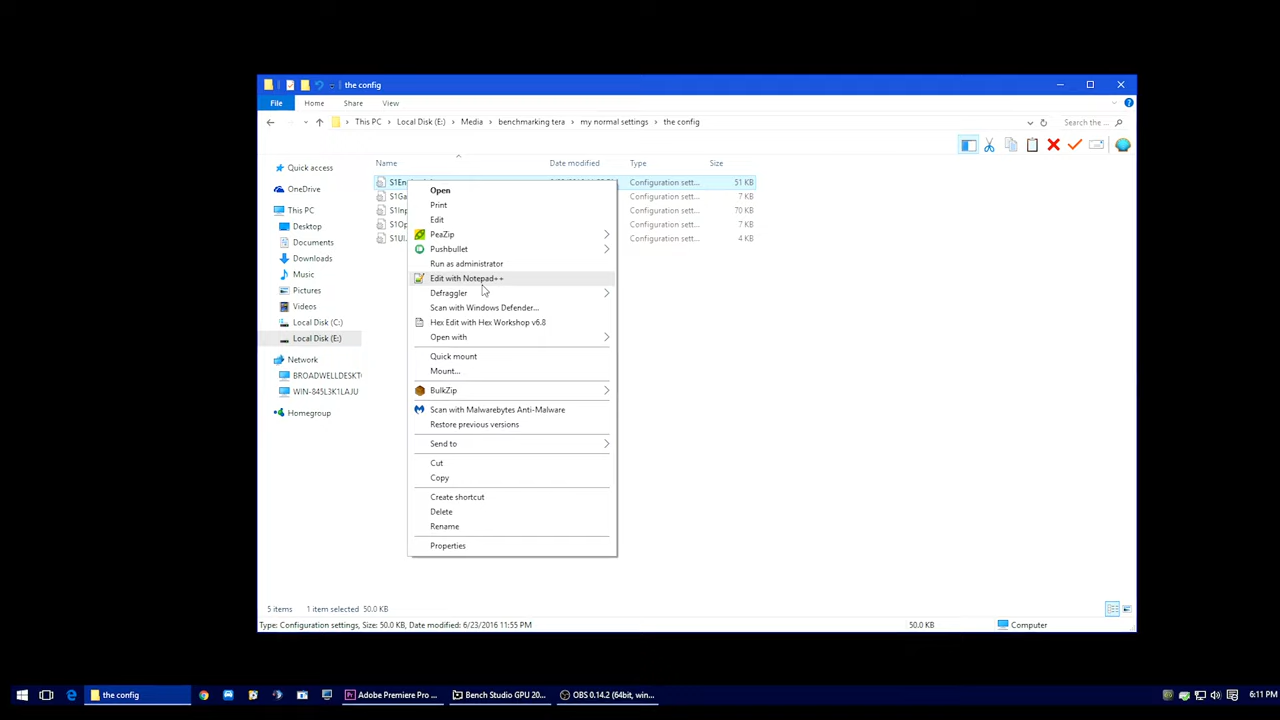 the config
File Home Share View
This PC Local Disk (E:) Media benchmarking tera my normal settings the config Search the ...
Name Date modified Type Size
Quick access
OneDrive
This PC
Desktop
Documents
Downloads
Music
Pictures
Videos
Local Disk (C:)
Local Disk (E:)
Network
BROADWELLDESKT
WIN-845L3K1LAJU
Homegroup
S1En Configuration sett... 51 KB
S1Ga Configuration sett... 7 KB
S1Inp Configuration sett... 70 KB
S1Op Configuration sett... 7 KB
S1UI Configuration sett... 4 KB
Open
Print
Edit
PeaZip
Pushbullet
Run as administrator
Edit with Notepad++
Defraggler
Scan with Windows Defender...
Hex Edit with Hex Workshop v6.8
Open with
Quick mount
Mount...
BulkZip
Scan with Malwarebytes Anti-Malware
Restore previous versions
Send to
Cut
Copy
Create shortcut
Delete
Rename
Properties
5 items 1 item selected 50.0 KB
Type: Configuration settings, Size: 50.0 KB, Date modified: 6/23/2016 11:55 PM 50.0 KB Computer
the config Adobe Premiere Pro ... Bench Studio GPU 20... OBS 0.14.2 (64bit, win... 6:11 PM